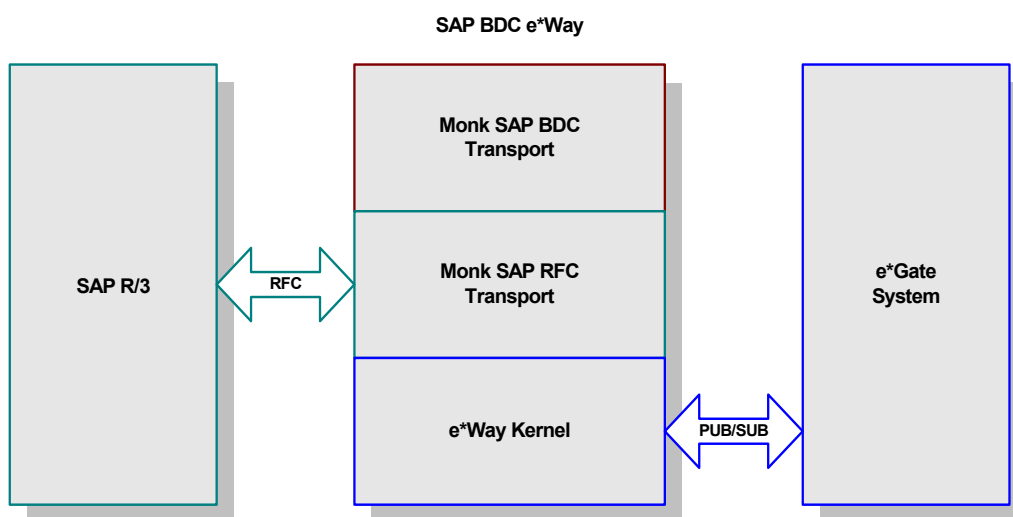 SAP BDC e*Way
Monk SAP BDC
Transport
SAP R/3
RFC
Monk SAP RFC
Transport
e*Gate
System
e*Way Kernel
PUB/SUB